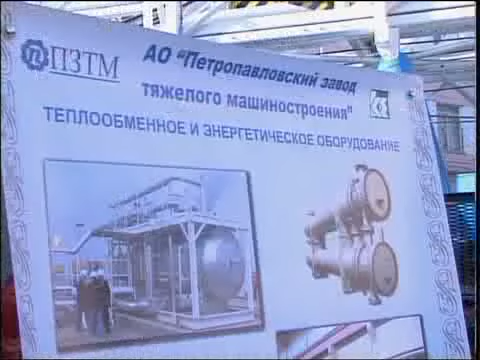 ПЗТМ
АО "Петропавловский завод
тяжелого машиностроения"
ТЕПЛООБМЕННОЕ И ЭНЕРГЕТИЧЕСКОЕ ОБОРУДОВАНИЕ